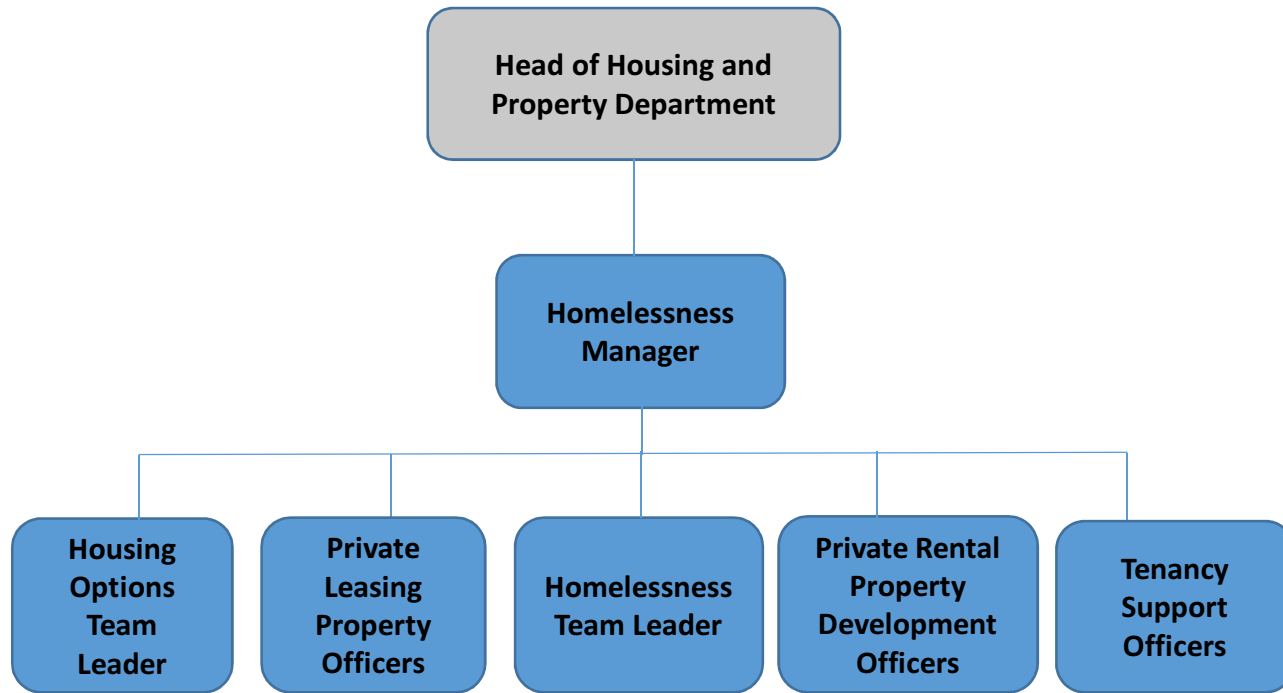 Head of Housing and
Property Department
Homelessness
Manager
Housing
Options
Team
Leader
Private
Leasing
Property
Officers
Homelessness
Team Leader
Private Rental
Property
Development
Officers
Tenancy
Support
Officers